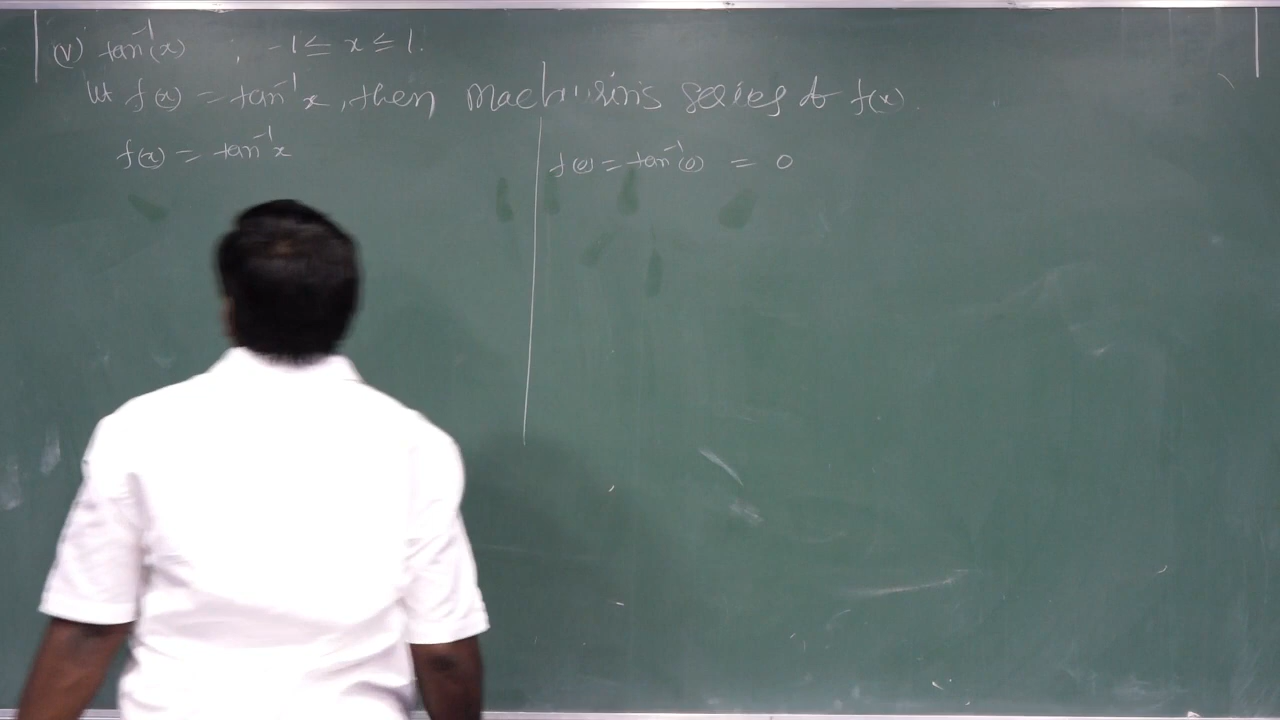 (v) tan⁻¹(x) ; -1 ≤ x ≤ 1.
let f(x) = tan⁻¹x, then Maclaurin's series of f(x).
f(x) = tan⁻¹x
f(0) = tan⁻¹(0) = 0